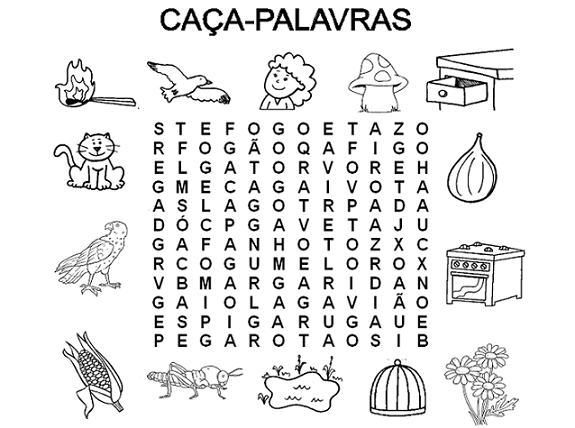 CAÇA-PALAVRAS
S T E F O G O E T A Z O
R F O G Ã O Q A F I G O
E L G A T O R V O R E H
G M E C A G A I V O T A
A S L A G O T R P A D A
D Ó C P G A V E T A J U
G A F A N H O T O Z X C
R C O G U M E L O R O X
V B M A R G A R I D A N
G A I O L A G A V I Ã O
E S P I G A R U G A U E
P E G A R O T A O S I B